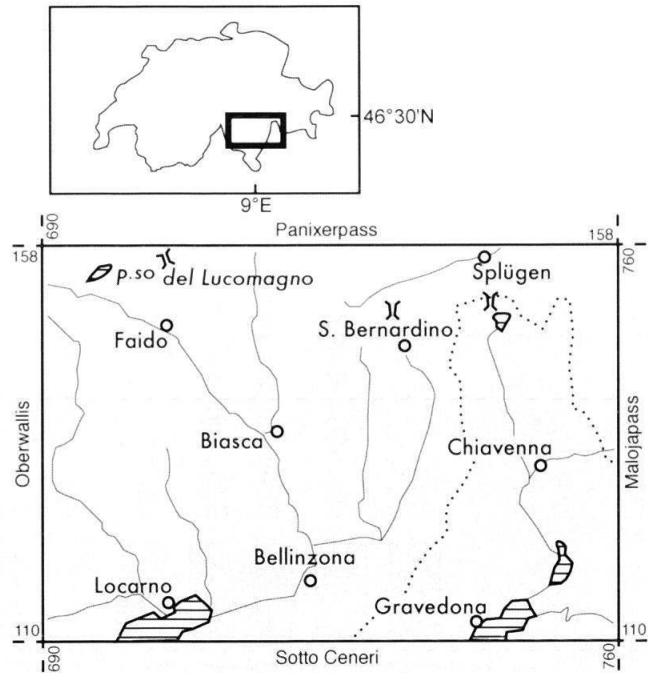 46°30'N
9°E
690
Panixerpass
158
158
760
p.so del Lucomagno
Splügen
Faido
S. Bernardino
Oberwallis
Biasca
Chiavenna
Malojapass
Bellinzona
Locarno
Gravedona
110
110
690
Sotto Ceneri
760